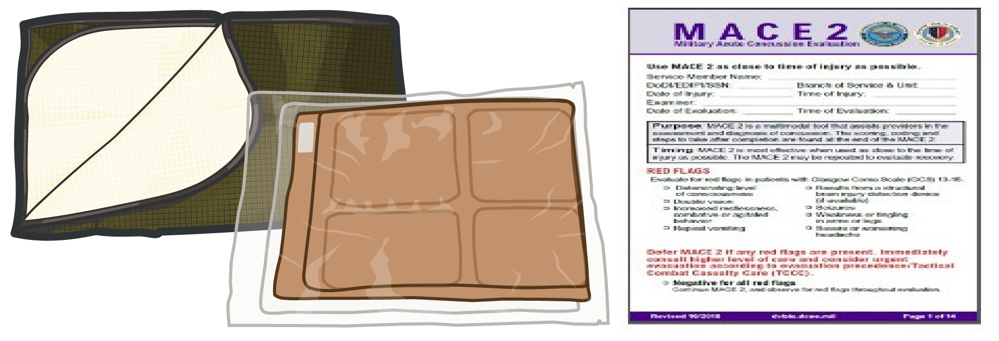 MACE 2
Military Acute Concussion Evaluation
Use MACE 2 as close to time of injury as possible.
Service Member Name:
DoDI/EDIPI/SSN: Branch of Service & Unit:
Date of Injury: Time of Injury:
Examiner:
Date of Evaluation: Time of Evaluation:
Purpose: MACE 2 is a multimodal tool that assists providers in the
assessment and diagnosis of concussion. The scoring, coding and
steps to take after completion are found at the end of the MACE 2.
Timing: MACE 2 is most effective when used as close to the time of
injury as possible. The MACE 2 may be repeated to evaluate recovery.
RED FLAGS
Evaluate for red flags in patients with Glasgow Coma Scale (GCS) 13-15.
Deteriorating level
of consciousness
Double vision
Increased restlessness,
combative or agitated
behavior
Repeat vomiting
Results from a structural
brain injury detection device
(if available)
Seizures
Weakness or tingling
in arms or legs
Severe or worsening
headache
Defer MACE 2 if any red flags are present. Immediately
consult higher level of care and consider urgent
evacuation according to evacuation precedence/Tactical
Combat Casualty Care (TCCC).
Negative for all red flags
Continue MACE 2, and observe for red flags throughout evaluation.
Revised 10/2018 dvbic.dcoe.mil Page 1 of 14